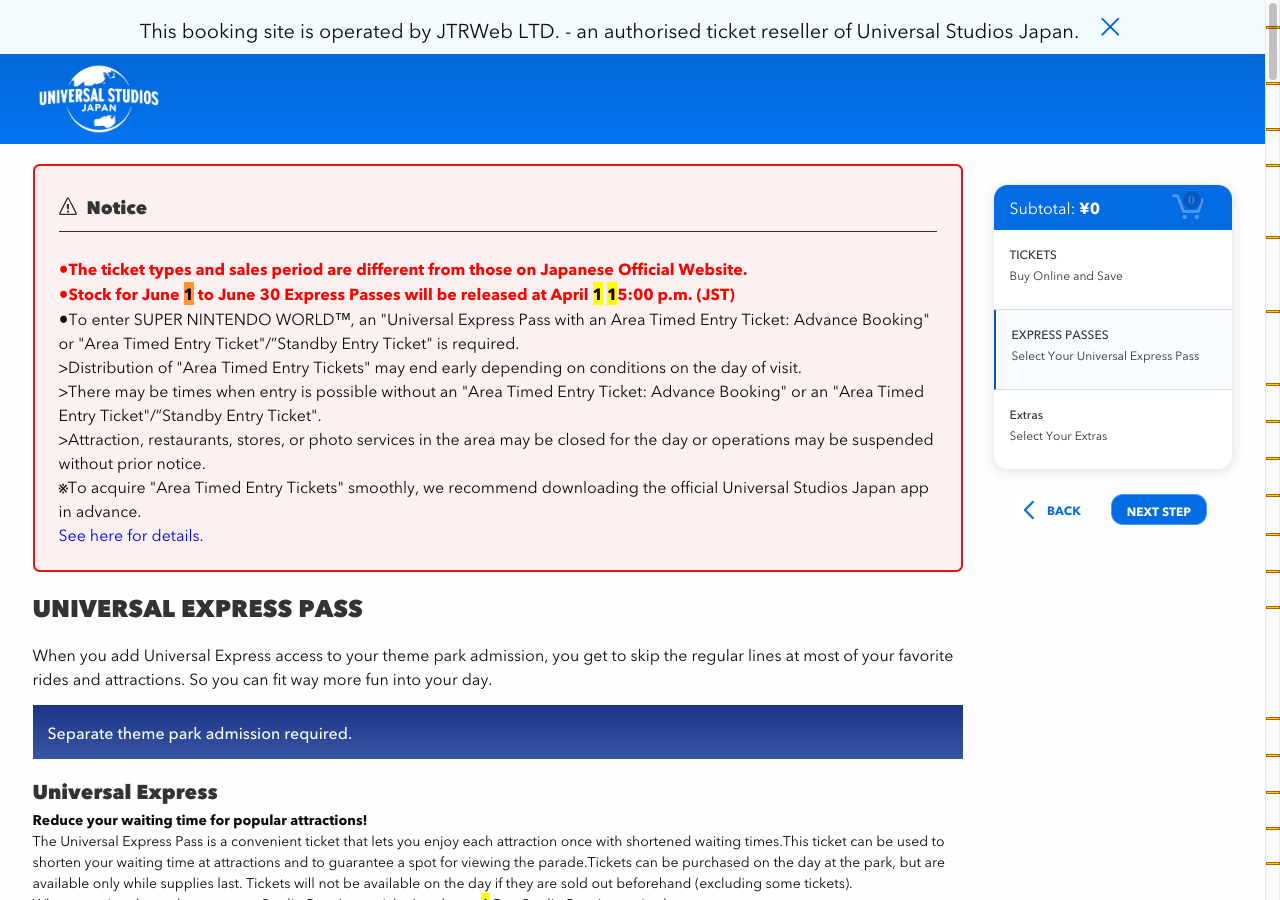 This booking site is operated by JTRWeb LTD. - an authorised ticket reseller of Universal Studios Japan.
UNIVERSAL STUDIOS
JAPAN
Notice
●The ticket types and sales period are different from those on Japanese Official Website.
●Stock for June 1 to June 30 Express Passes will be released at April 1 15:00 p.m. (JST)
●To enter SUPER NINTENDO WORLD™, an "Universal Express Pass with an Area Timed Entry Ticket: Advance Booking"
or "Area Timed Entry Ticket"/”Standby Entry Ticket" is required.
>Distribution of "Area Timed Entry Tickets" may end early depending on conditions on the day of visit.
>There may be times when entry is possible without an "Area Timed Entry Ticket: Advance Booking" or an "Area Timed
Entry Ticket"/”Standby Entry Ticket".
>Attraction, restaurants, stores, or photo services in the area may be closed for the day or operations may be suspended
without prior notice.
※To acquire "Area Timed Entry Tickets" smoothly, we recommend downloading the official Universal Studios Japan app
in advance.
See here for details.
Subtotal: ¥0
0
TICKETS
Buy Online and Save
EXPRESS PASSES
Select Your Universal Express Pass
Extras
Select Your Extras
BACK
NEXT STEP
UNIVERSAL EXPRESS PASS
When you add Universal Express access to your theme park admission, you get to skip the regular lines at most of your favorite
rides and attractions. So you can fit way more fun into your day.
Separate theme park admission required.
Universal Express
Reduce your waiting time for popular attractions!
The Universal Express Pass is a convenient ticket that lets you enjoy each attraction once with shortened waiting times.This ticket can be used to
shorten your waiting time at attractions and to guarantee a spot for viewing the parade.Tickets can be purchased on the day at the park, but are
available only while supplies last. Tickets will not be available on the day if they are sold out beforehand (excluding some tickets).